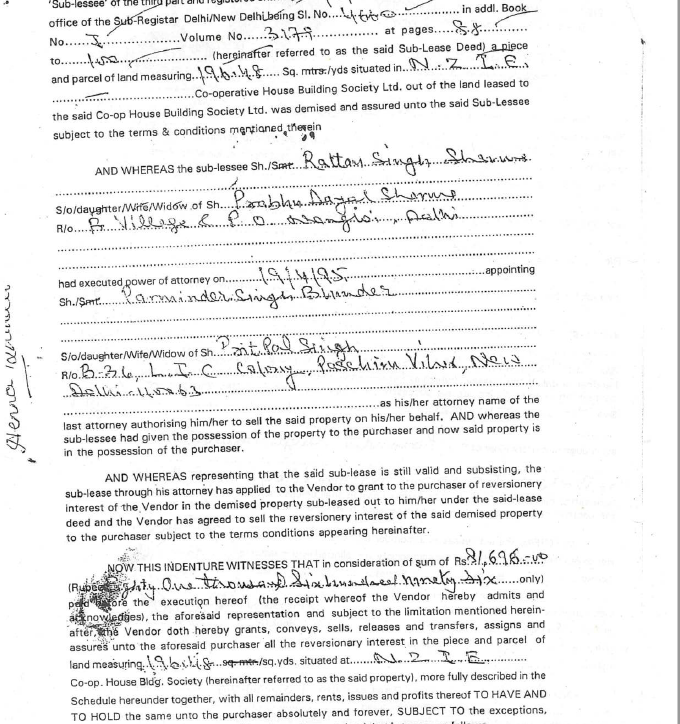 'Sub-lessee' of the third part and registered
office of the Sub-Registrar Delhi/New Delhi, being Sl. No. 4660 in addl. Book
No. I Volume No. 3179 at pages 58
to 100 (hereinafter referred to as the said Sub-Lease Deed) a piece
and parcel of land measuring 196.48 Sq. mtrs./yds situated in N. Z I E.
Co-operative House Building Society Ltd. out of the land leased to
the said Co-op House Building Society Ltd. was demised and assured unto the said Sub-Lessee
subject to the terms & conditions mentioned therein
AND WHEREAS the sub-lessee Sh./Smt. Rattan Singh Sharma
S/o/daughter/Wife/Widow of Sh. Prabhu Dayal Sharma
R/o. Village & P.O. Nangloi, Delhi
had executed power of attorney on 19/4/95 appointing
Sh./Smt. Parminder Singh Bhinder
S/o/daughter/Wife/Widow of Sh. Prit Pal Singh
R/o. B-36, L.I.C Colony, Paschim Vihar, New
Delhi-110063
as his/her attorney name of the
last attorney authorising him/her to sell the said property on his/her behalf. AND whereas the
sub-lessee had given the possession of the property to the purchaser and now said property is
in the possession of the purchaser.
AND WHEREAS representing that the said sub-lease is still valid and subsisting, the
sub-lease through his attorney has applied to the Vendor to grant to the purchaser of reversionery
interest of the Vendor in the demised property sub-leased out to him/her under the said-lease
deed and the Vendor has agreed to sell the reversionery interest of the said demised property
to the purchaser subject to the terms conditions appearing hereinafter.
NOW THIS INDENTURE WITNESSES THAT in consideration of sum of Rs. 81,696-00
(Rupees Eighty One thousand Six hundred Ninety Six only)
paid before the execution hereof (the receipt whereof the Vendor hereby admits and
acknowledges), the aforesaid representation and subject to the limitation mentioned herein-
after, the Vendor doth hereby grants, conveys, sells, releases and transfers, assigns and
assures unto the aforesaid purchaser all the reversionary interest in the piece and parcel of
land measuring 196.48 sq-mtr/sq.yds. situated at N. Z I E.
Co-op. House Bldg. Society (hereinafter referred to as the said property), more fully described in the
Schedule hereunder together, with all remainders, rents, issues and profits thereof TO HAVE AND
TO HOLD the same unto the purchaser absolutely and forever, SUBJECT TO the exceptions,